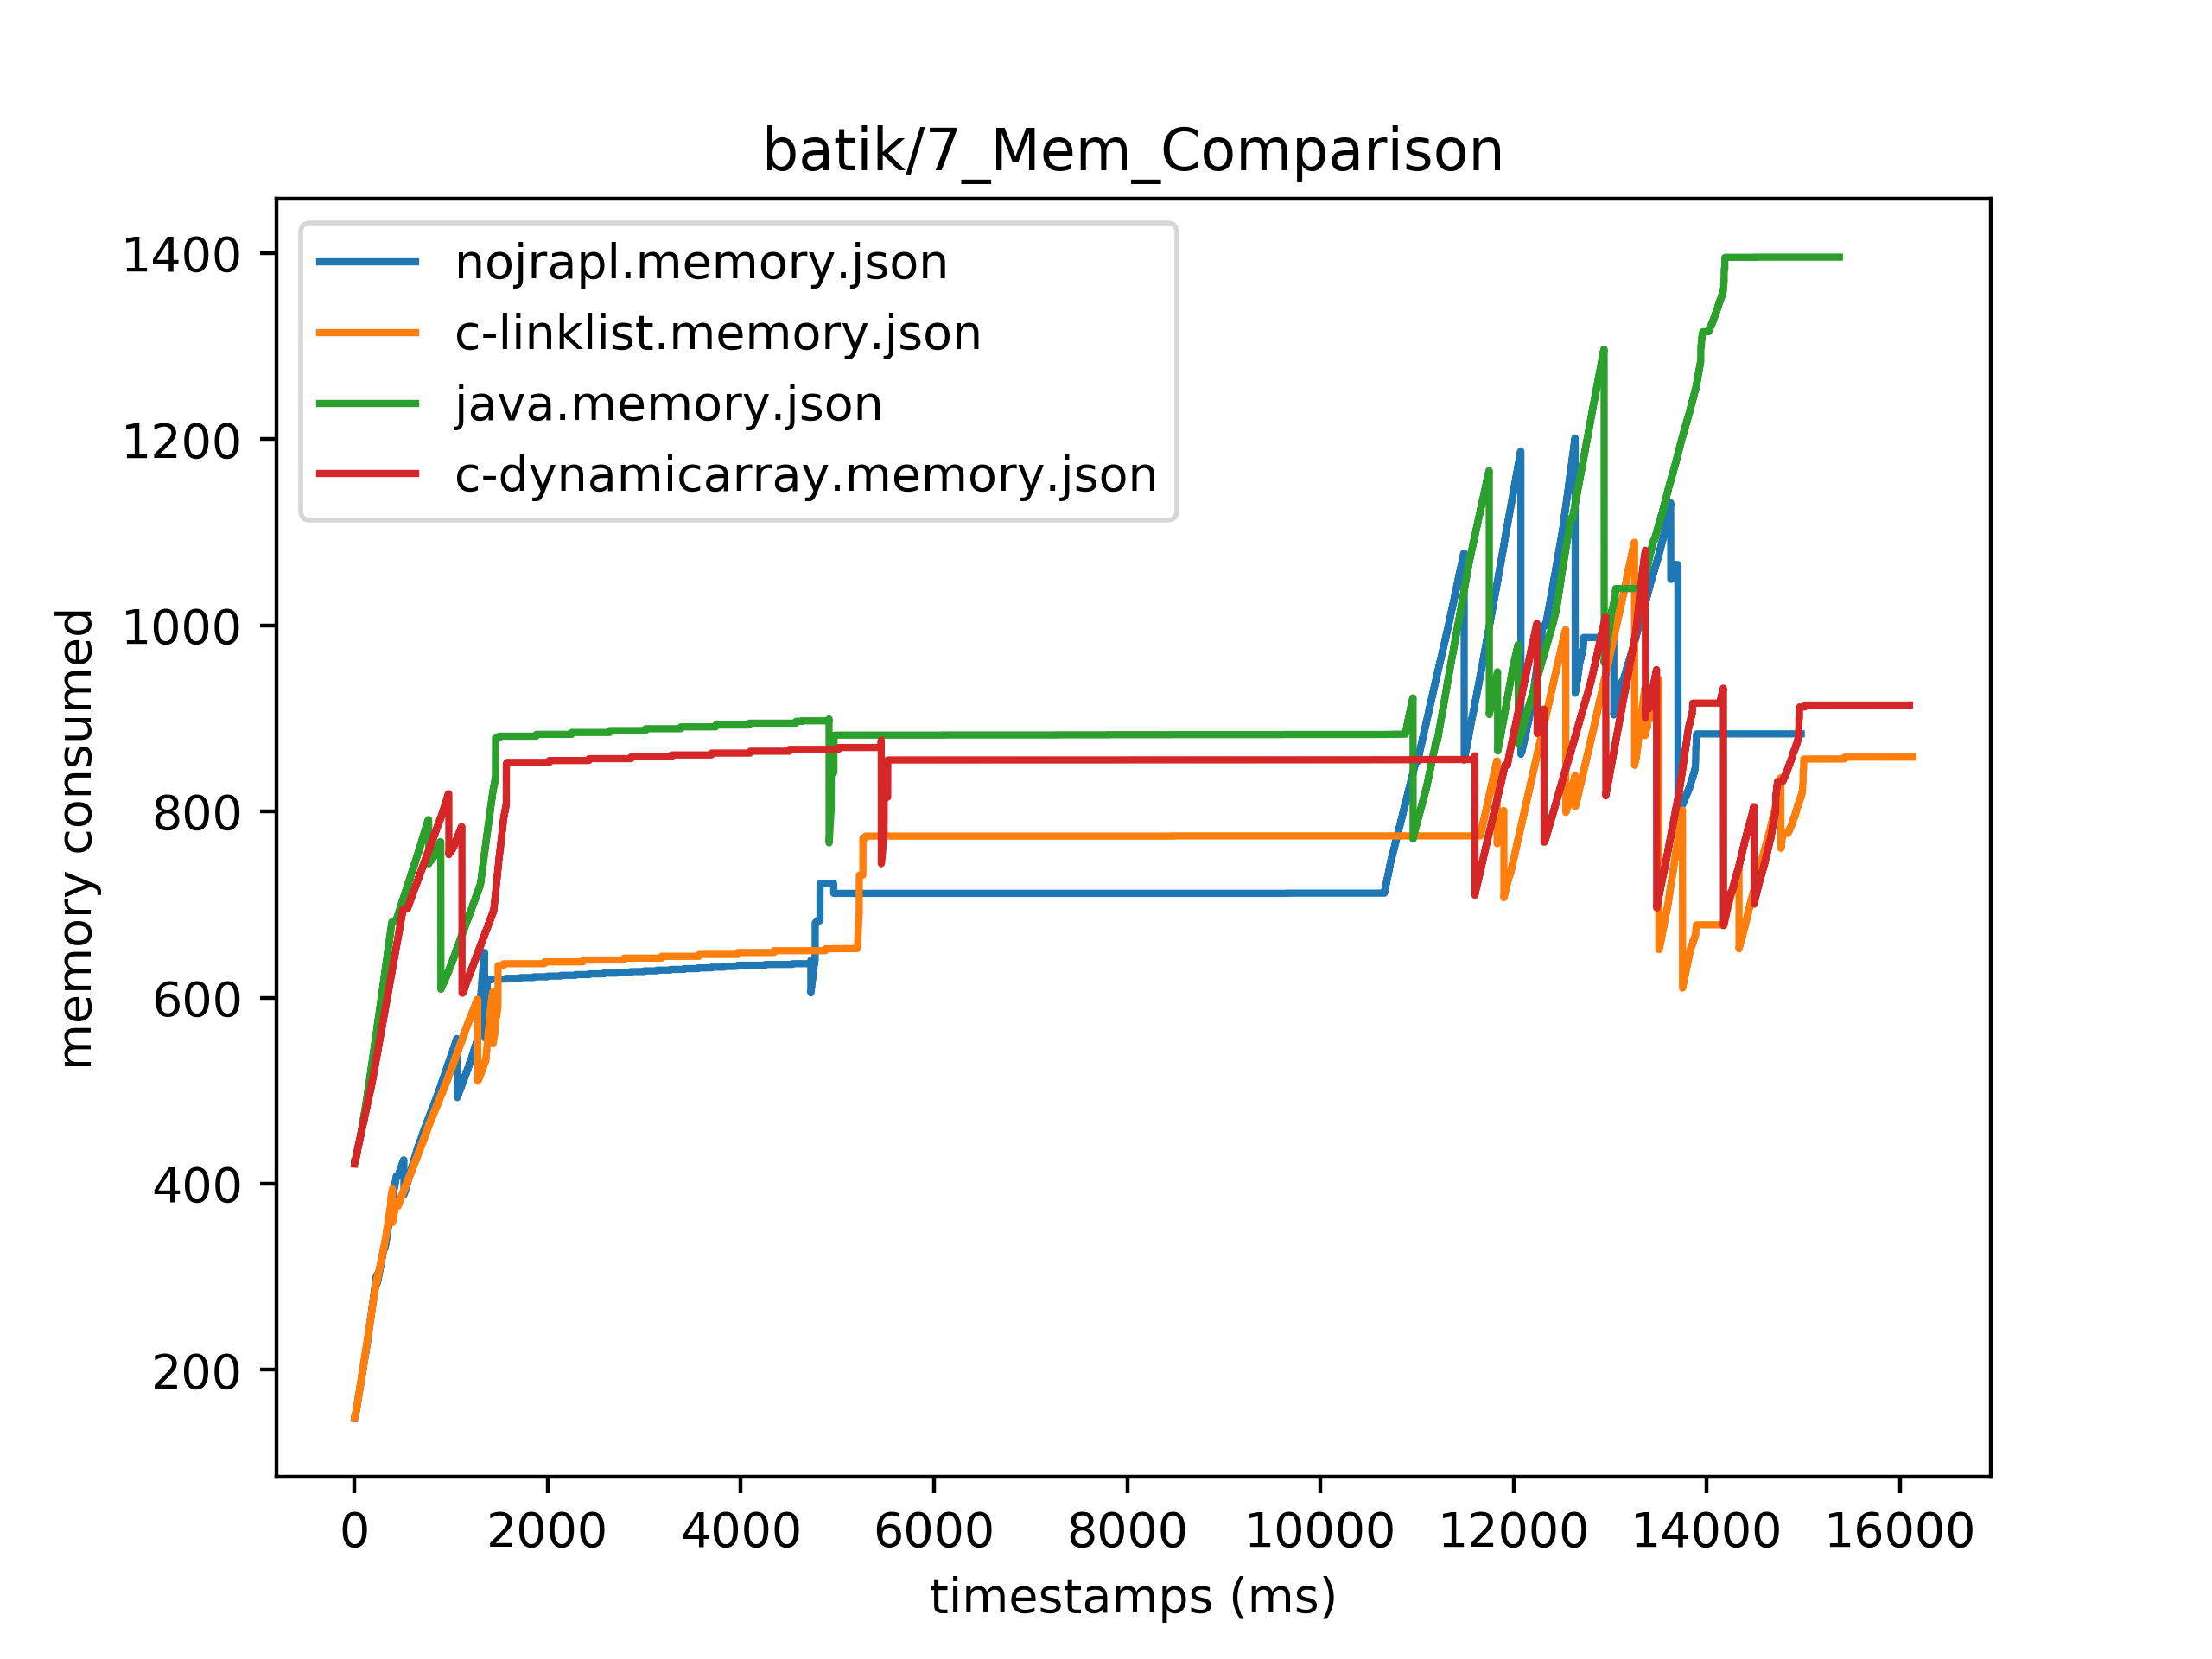 batik/7_Mem_Comparison
nojrapl.memory.json
c-linklist.memory.json
java.memory.json
c-dynamicarray.memory.json
memory consumed
1400
1200
1000
800
600
400
200
0 2000 4000 6000 8000 10000 12000 14000 16000
timestamps (ms)